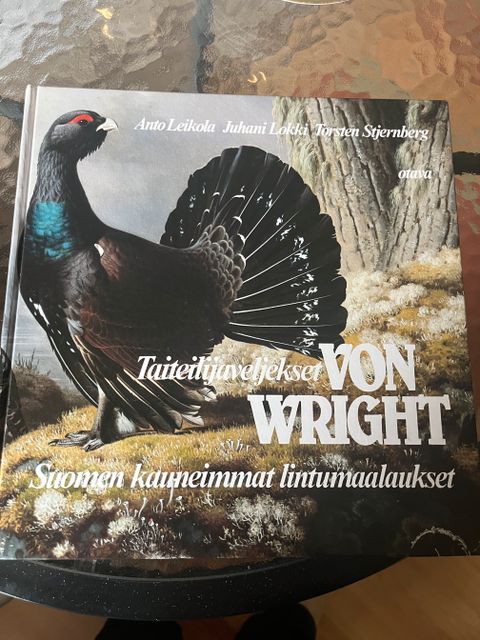 Anto Leikola Juhani Lokki Torsten Stjernberg
otava
Taiteilijaveljekset VON
WRIGHT
Suomen kauneimmat lintumaalaukset